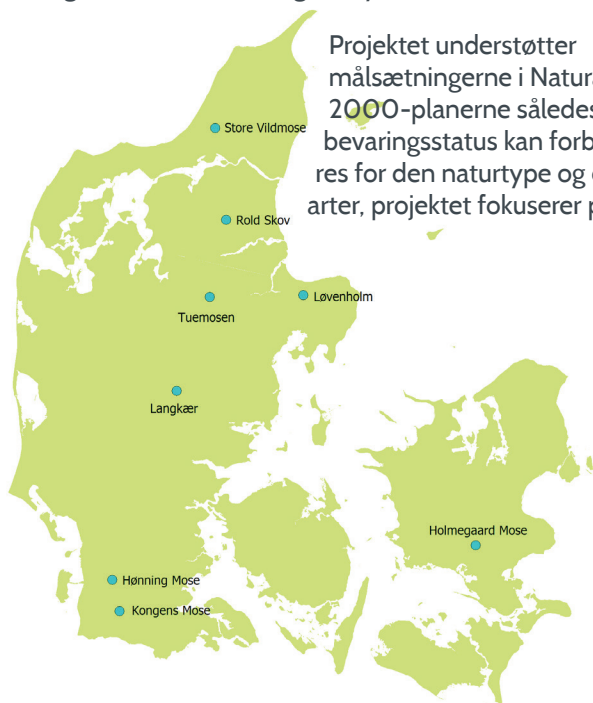 Projektet understøtter
målsætningerne i Natura
2000-planerne således
bevaringsstatus kan forb
res for den naturtype og
arter, projektet fokuserer
Store Vildmose
Rold Skov
Løvenholm
Tuemosen
Langkær
Holmegaard Mose
Hønning Mose
Kongens Mose